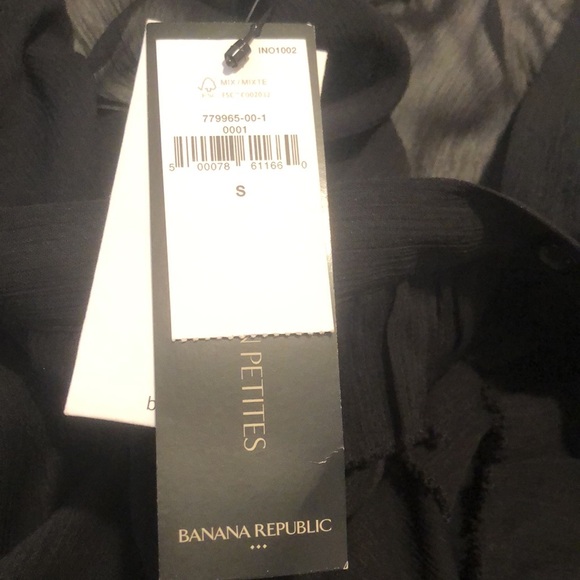 INO1002
MIX/MIXTE
779965-00-1
0001
5 00078 61166 0
S
N PETITES
BANANA REPUBLIC
b